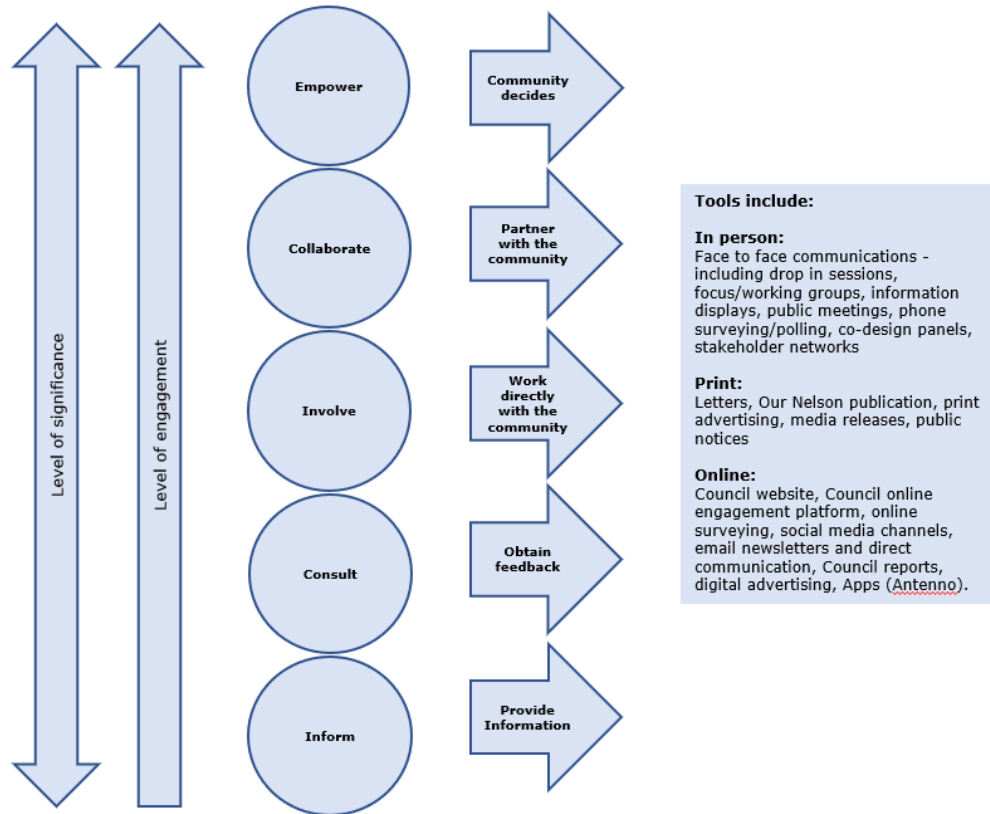 Level of significance
Level of engagement
Empower
Community
decides
Collaborate
Partner
with the
community
Involve
Work
directly
with the
community
Consult
Obtain
feedback
Inform
Provide
Information
Tools include:
In person:
Face to face communications -
including drop in sessions,
focus/working groups, information
displays, public meetings, phone
surveying/polling, co-design panels,
stakeholder networks
Print:
Letters, Our Nelson publication, print
advertising, media releases, public
notices
Online:
Council website, Council online
engagement platform, online
surveying, social media channels,
email newsletters and direct
communication, Council reports,
digital advertising, Apps (Antenno).